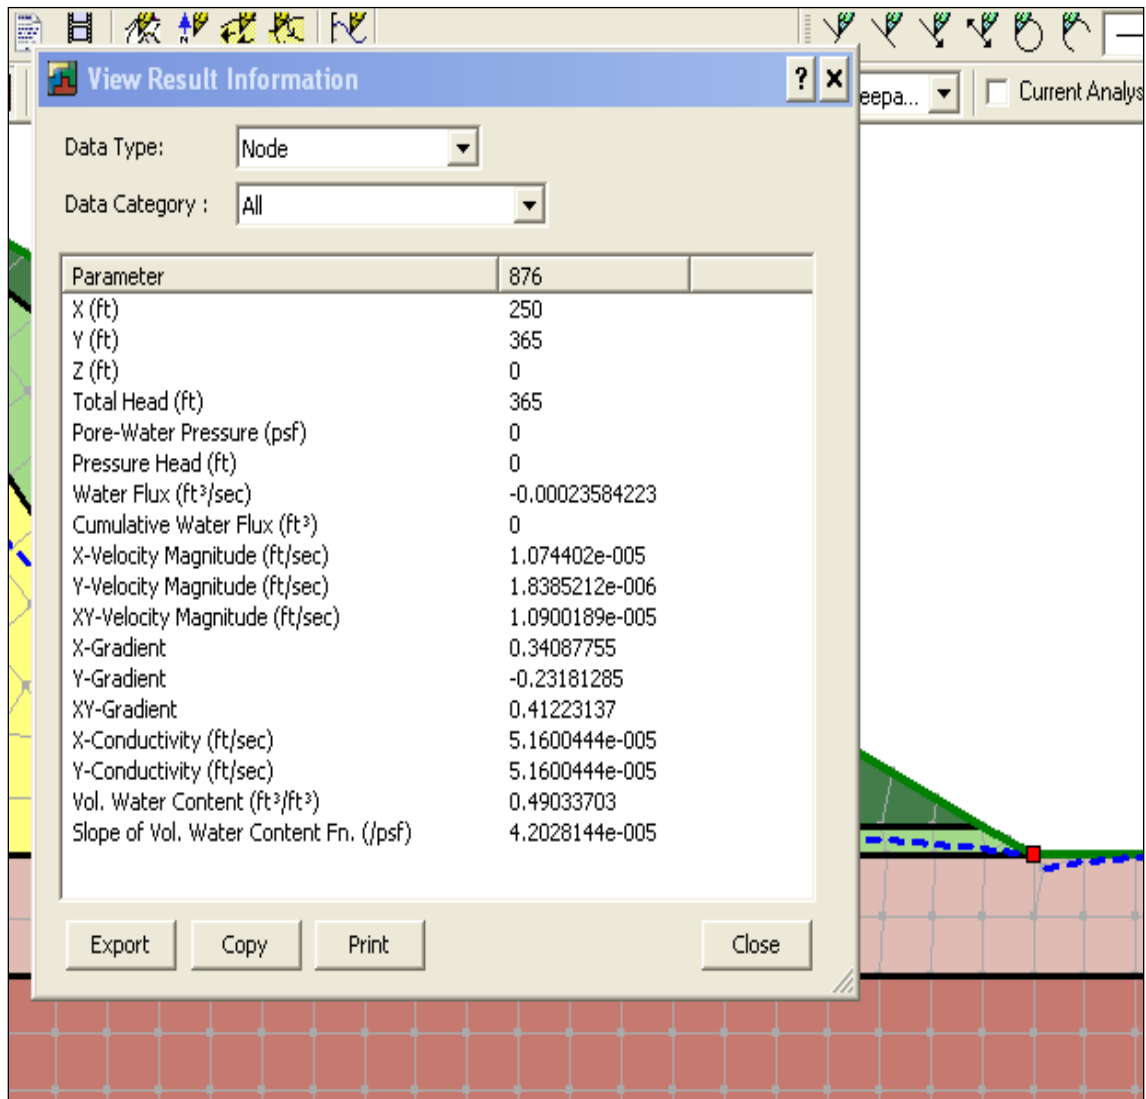 View Result Information
? x
eepa...
Current Analys
Data Type:
Node
Data Category :
All
Parameter 876
X (ft) 250
Y (ft) 365
Z (ft) 0
Total Head (ft) 365
Pore-Water Pressure (psf) 0
Pressure Head (ft) 0
Water Flux (ft³/sec) -0.00023584223
Cumulative Water Flux (ft³) 0
X-Velocity Magnitude (ft/sec) 1.074402e-005
Y-Velocity Magnitude (ft/sec) 1.8385212e-006
XY-Velocity Magnitude (ft/sec) 1.0900189e-005
X-Gradient 0.34087755
Y-Gradient -0.23181285
XY-Gradient 0.41223137
X-Conductivity (ft/sec) 5.1600444e-005
Y-Conductivity (ft/sec) 5.1600444e-005
Vol. Water Content (ft³/ft³) 0.49033703
Slope of Vol. Water Content Fn. (/psf) 4.2028144e-005
Export Copy Print Close